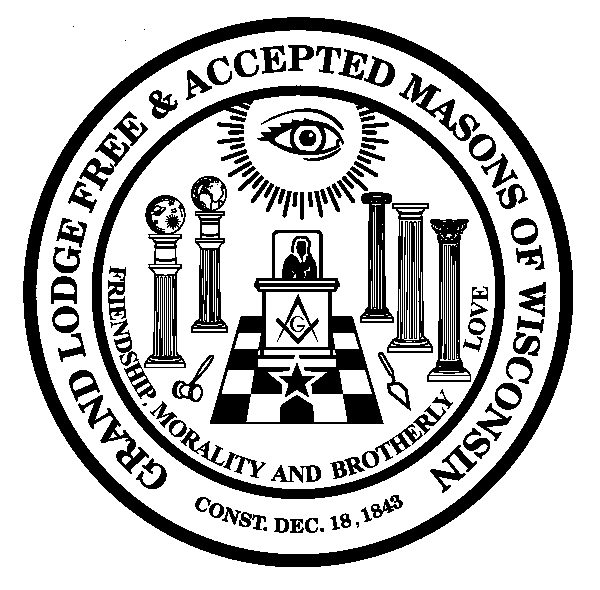 GRAND LODGE FREE & ACCEPTED MASONS OF WISCONSIN
FRIENDSHIP, MORALITY AND BROTHERLY LOVE
G
CONST. DEC. 18, 1843